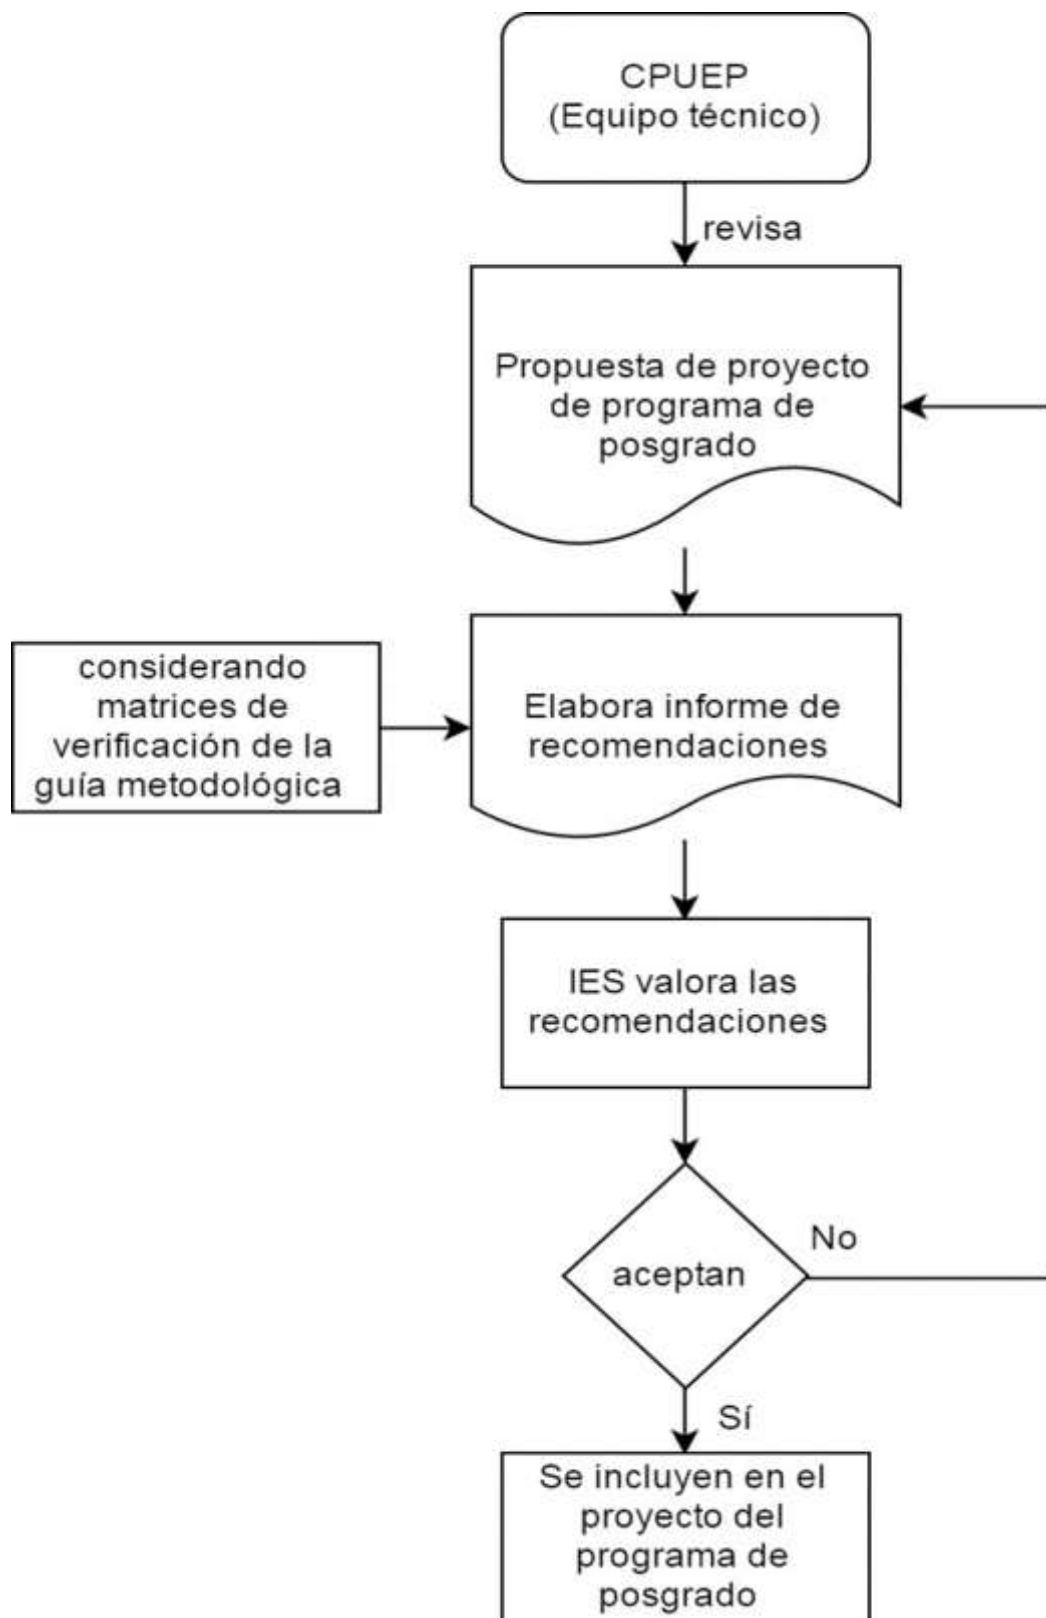 CPUEP
(Equipo técnico)
revisa
Propuesta de proyecto
de programa de
posgrado
considerando
matrices de
verificación de la
guía metodológica
Elabora informe de
recomendaciones
IES valora las
recomendaciones
aceptan
No
Sí
Se incluyen en el
proyecto del
programa de
posgrado